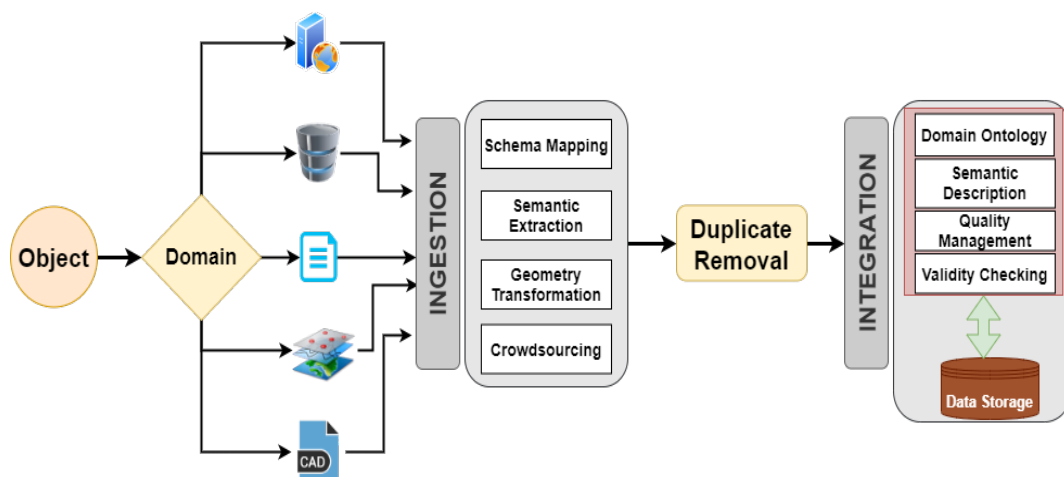 Object
Domain
CAD
INGESTION
Schema Mapping
Semantic
Extraction
Geometry
Transformation
Crowdsourcing
Duplicate
Removal
INTEGRATION
Domain Ontology
Semantic
Description
Quality
Management
Validity Checking
Data Storage